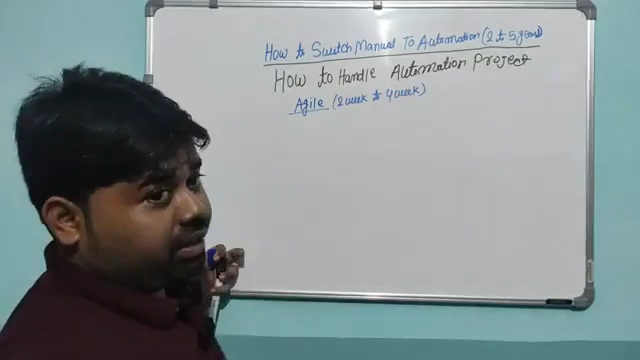 How to Switch Manual To Automation (2 to 5 years)
How to Handle Automation Project
Agile (2 week to 4 week)